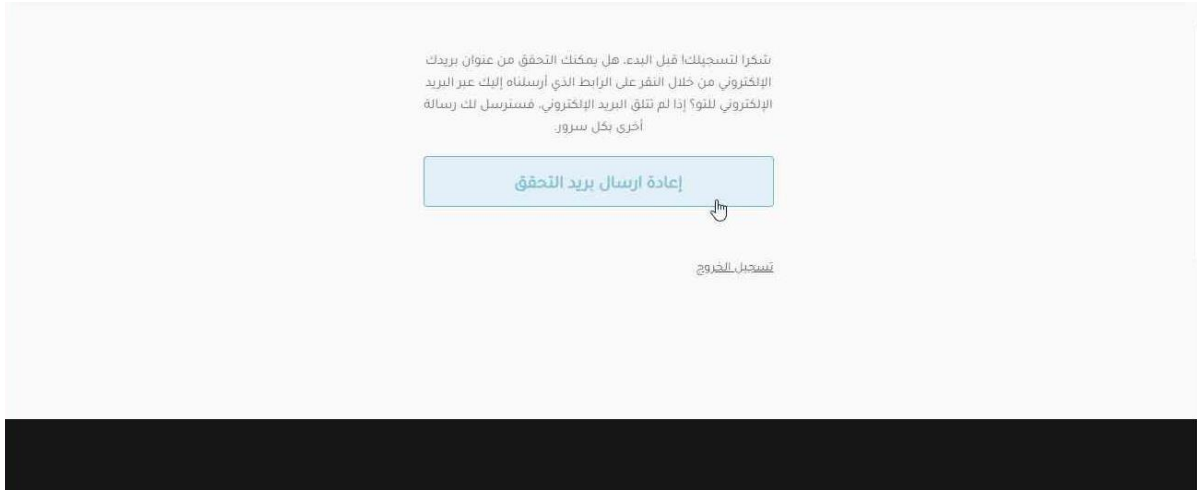 شكرا لتسجيلك! قبل البدء، هل يمكنك التحقق من عنوان بريدك
الإلكتروني من خلال النقر على الرابط الذي أرسلناه إليك عبر البريد
الإلكتروني للتو؟ إذا لم تتلق البريد الإلكتروني، فسنرسل لك رسالة
أخرى بكل سرور.
إعادة ارسال بريد التحقق
تسجيل الخروج